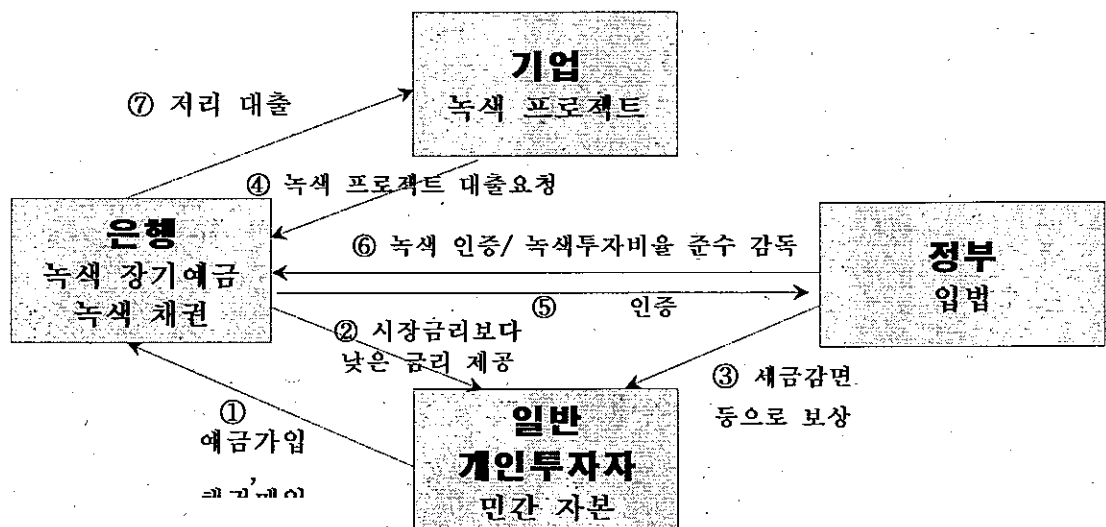 기업
녹색 프로젝트
⑦ 저리 대출
④ 녹색 프로젝트 대출요청
은행
녹색 장기예금
녹색 채권
⑥ 녹색 인증/ 녹색투자비율 준수 감독
⑤ 인증
정부
입법
② 시장금리보다
낮은 금리 제공
③ 세금감면
등으로 보상
①
예금가입
일반
개인투자자
민간 자본